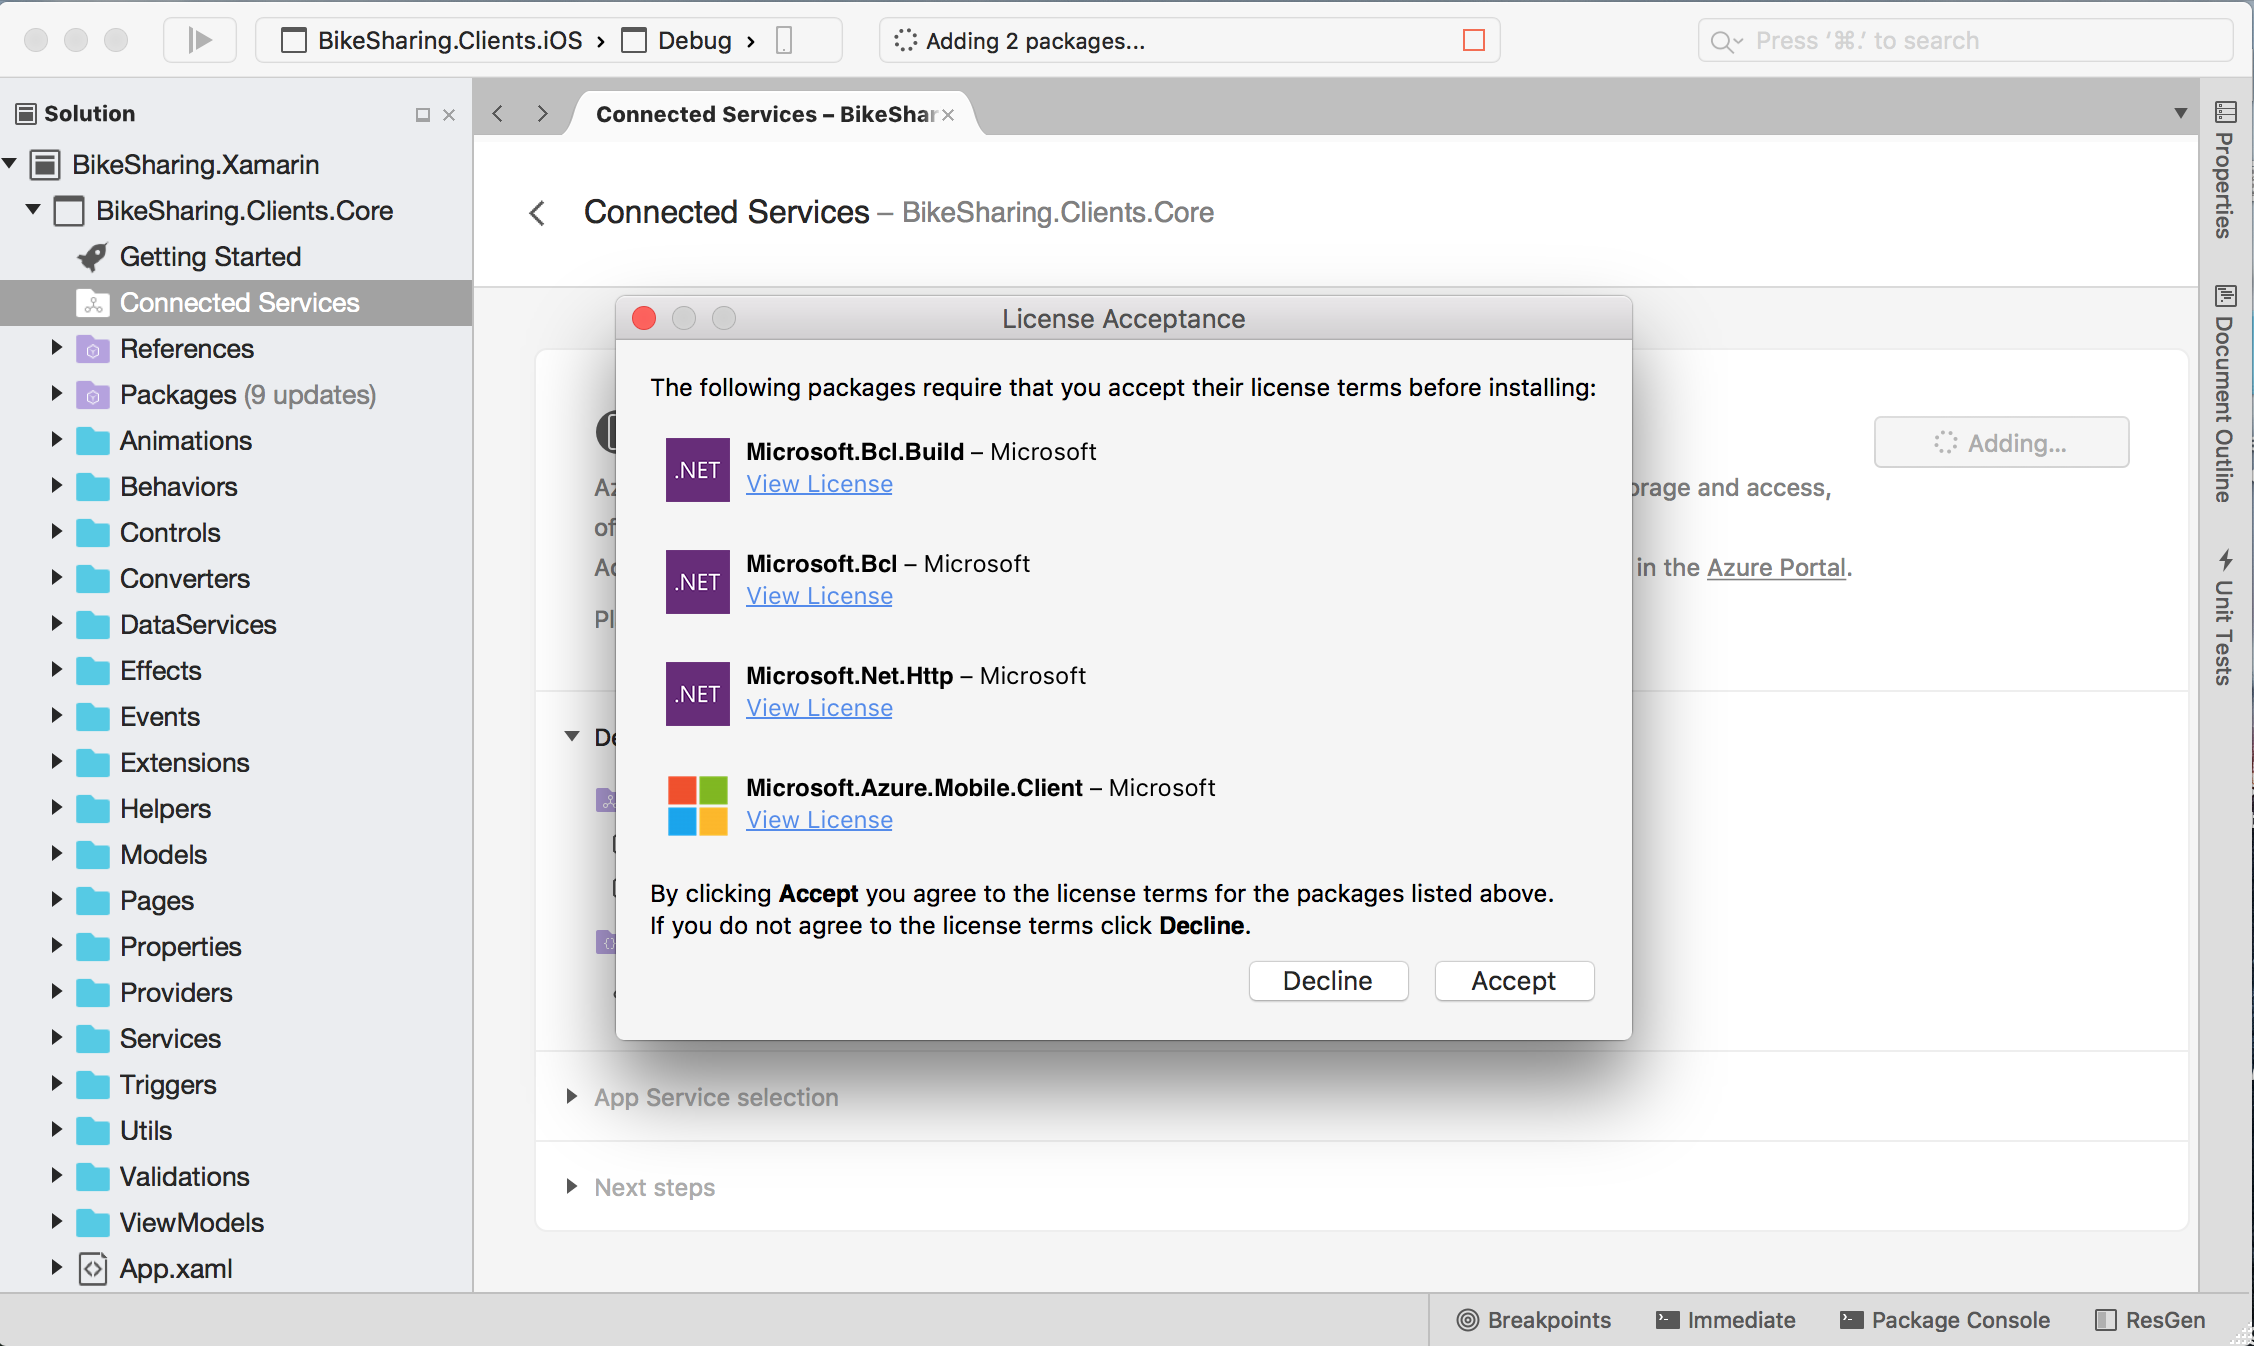 BikeSharing.Clients.iOS › Debug ›
Adding 2 packages...
Press ‘⌘.’ to search
Solution
BikeSharing.Xamarin
BikeSharing.Clients.Core
Getting Started
Connected Services
References
Packages (9 updates)
Animations
Behaviors
Controls
Converters
DataServices
Effects
Events
Extensions
Helpers
Models
Pages
Properties
Providers
Services
Triggers
Utils
Validations
ViewModels
App.xaml
Connected Services – BikeShar
Connected Services – BikeSharing.Clients.Core
Adding...
and access,
in the Azure Portal.
App Service selection
Next steps
License Acceptance
The following packages require that you accept their license terms before installing:
.NET
Microsoft.Bcl.Build – Microsoft
View License
.NET
Microsoft.Bcl – Microsoft
View License
.NET
Microsoft.Net.Http – Microsoft
View License
Microsoft.Azure.Mobile.Client – Microsoft
View License
By clicking Accept you agree to the license terms for the packages listed above.
If you do not agree to the license terms click Decline.
Decline
Accept
Properties
Document Outline
Unit Tests
Breakpoints
Immediate
Package Console
ResGen